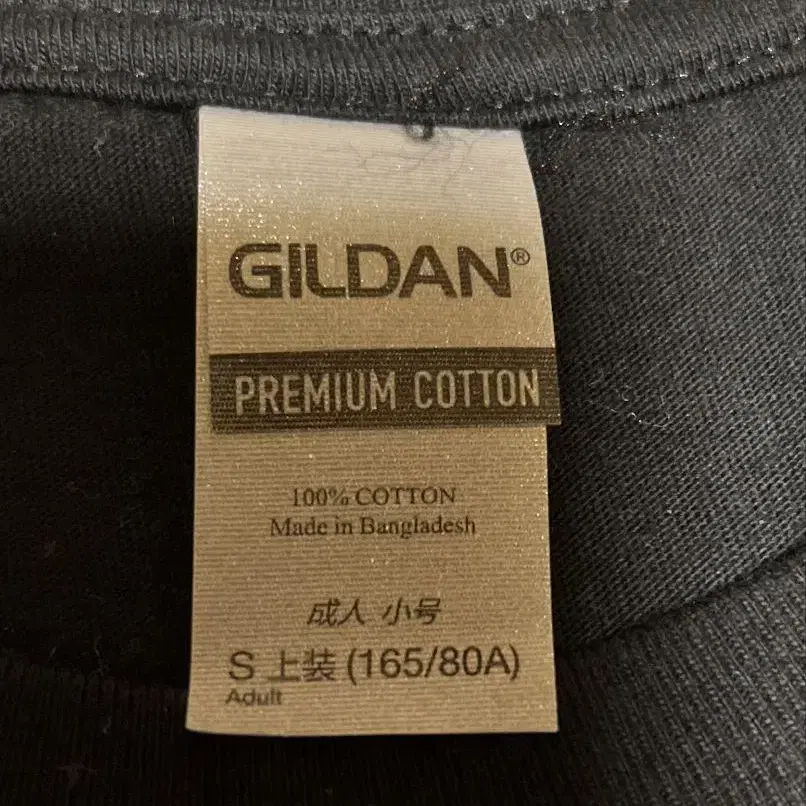 GILDAN®
PREMIUM COTTON
100% COTTON
Made in Bangladesh
成人 小号
S 上装 (165/80A)
Adult